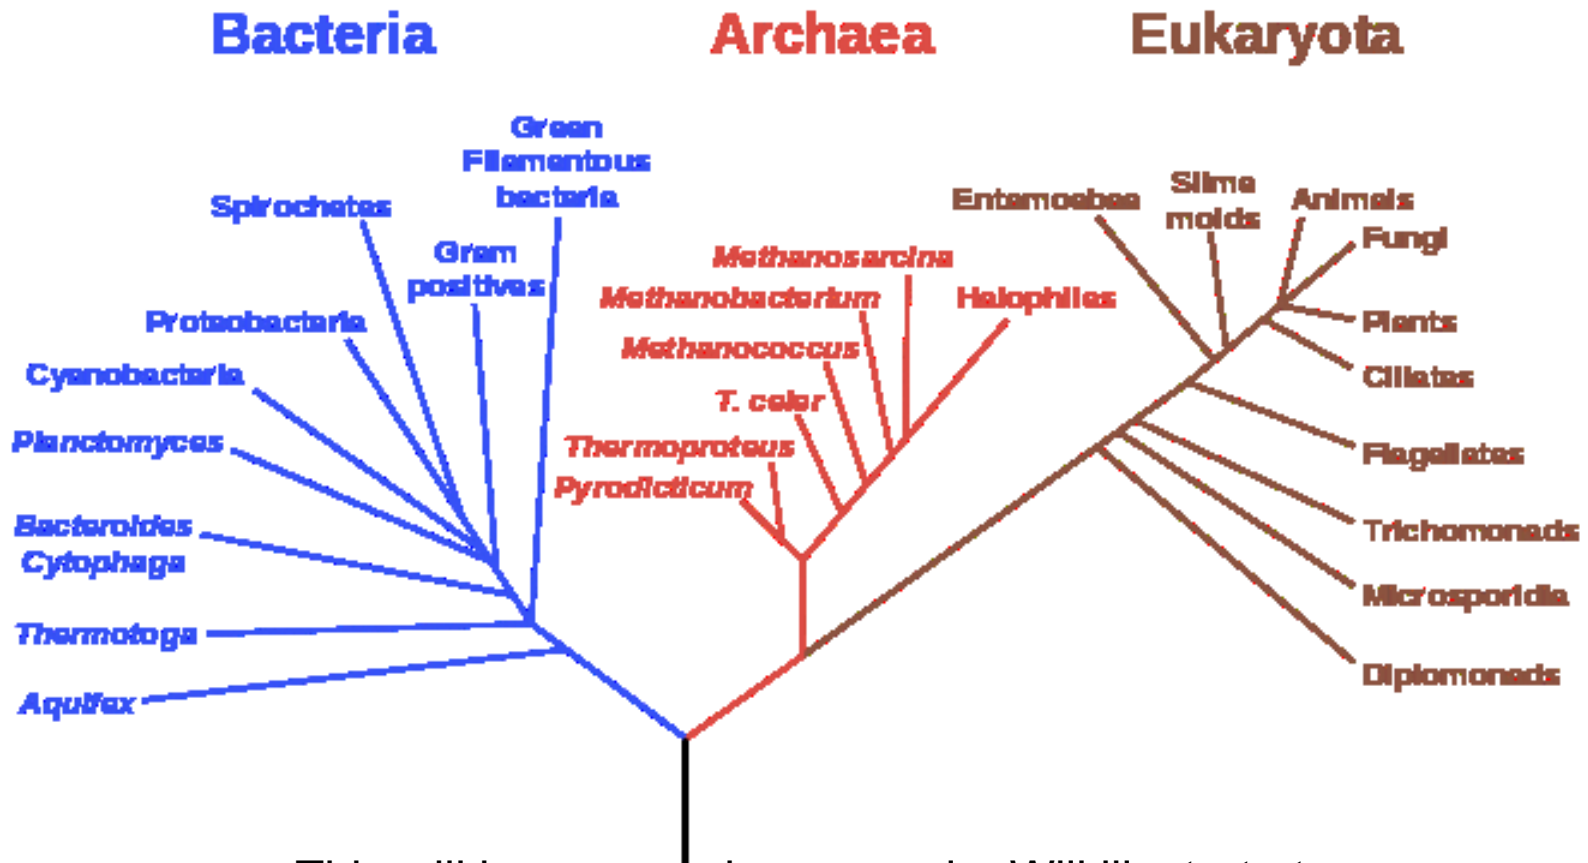 Bacteria
Archaea
Eukaryota
Green
Filamentous
bacteria
Spirochetes
Gram
positives
Proteobacteria
Cyanobacteria
Planctomyces
Bacteroides
Cytophaga
Thermotoga
Aquifex
Methanosarcina
Methanobacterium
Halophiles
Methanococcus
T. celer
Thermoproteus
Pyrodicticum
Entamoebae
Slime
molds
Animals
Fungi
Plants
Ciliates
Flagellates
Trichomonads
Microsporidia
Diplomonads